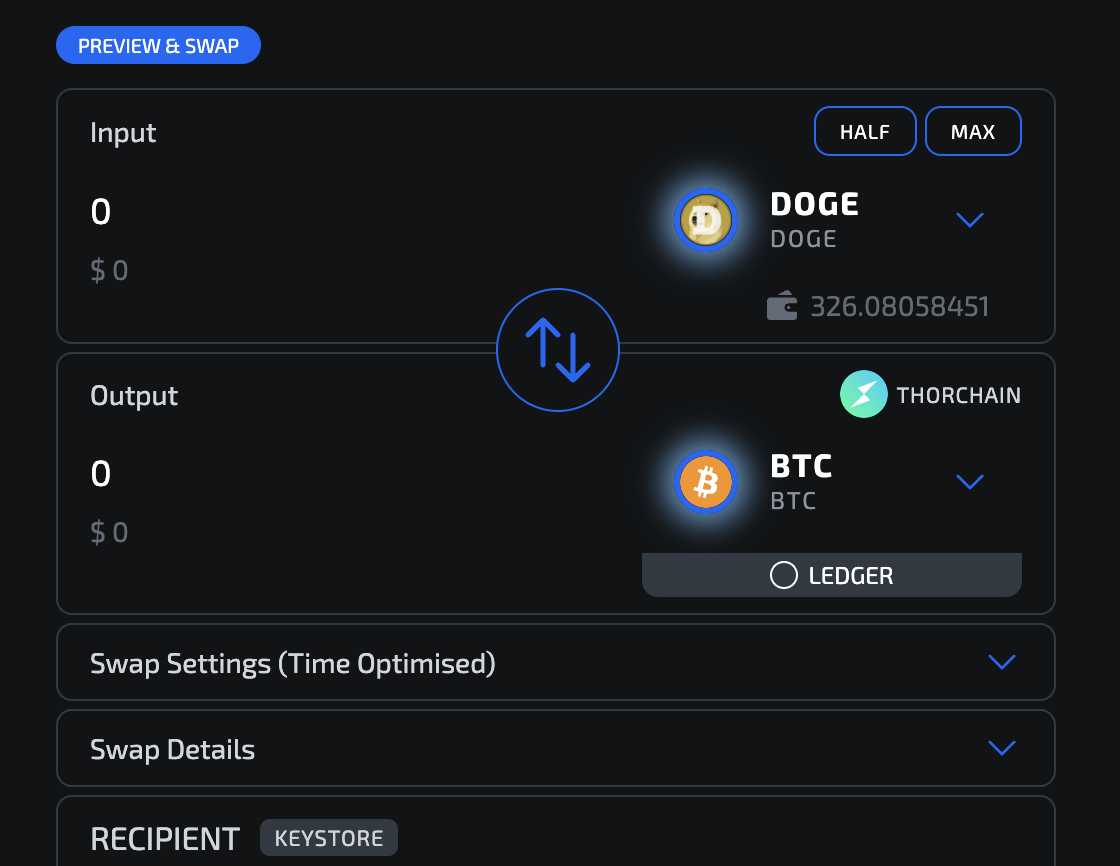 PREVIEW & SWAP
Input
HALF
MAX
0
DOGE
DOGE
$ 0
326.08058451
Output
THORCHAIN
0
BTC
BTC
$ 0
LEDGER
Swap Settings (Time Optimised)
Swap Details
RECIPIENT KEYSTORE